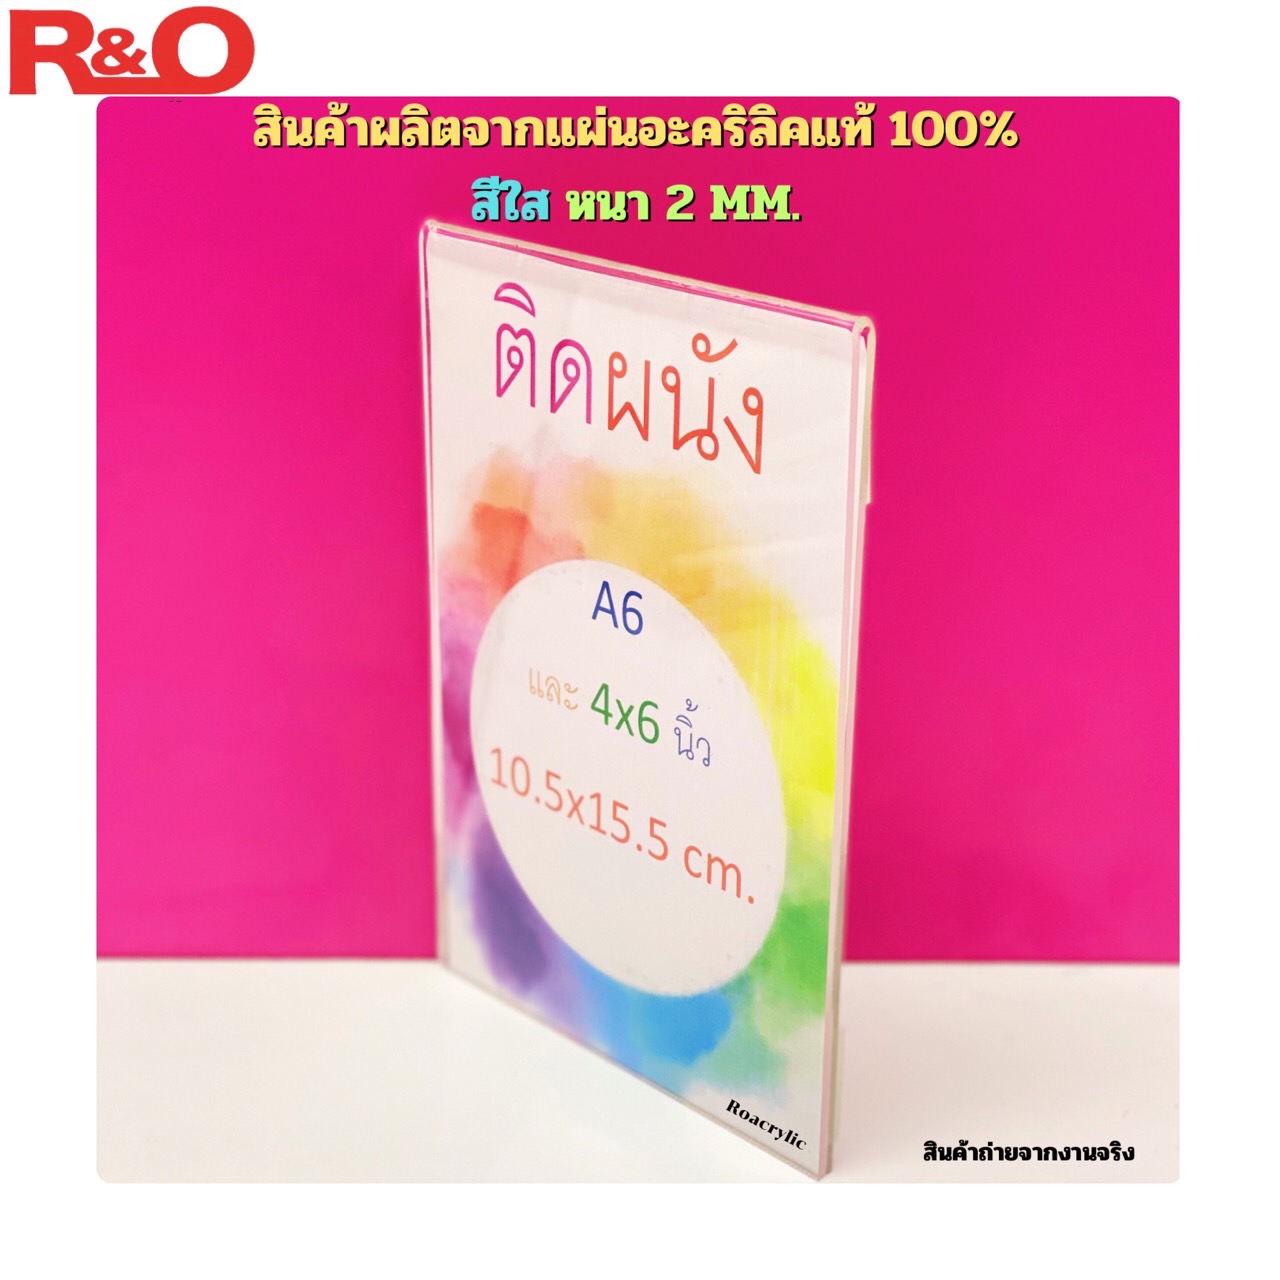 R&O
สินค้าผลิตจากแผ่นอะคริลิคแท้ 100%
สีใส หนา 2 MM.
ติดผนัง
A6
และ 4x6 นิ้ว
10.5x15.5 cm.
Roacrylic
สินค้าถ่ายจากงานจริง